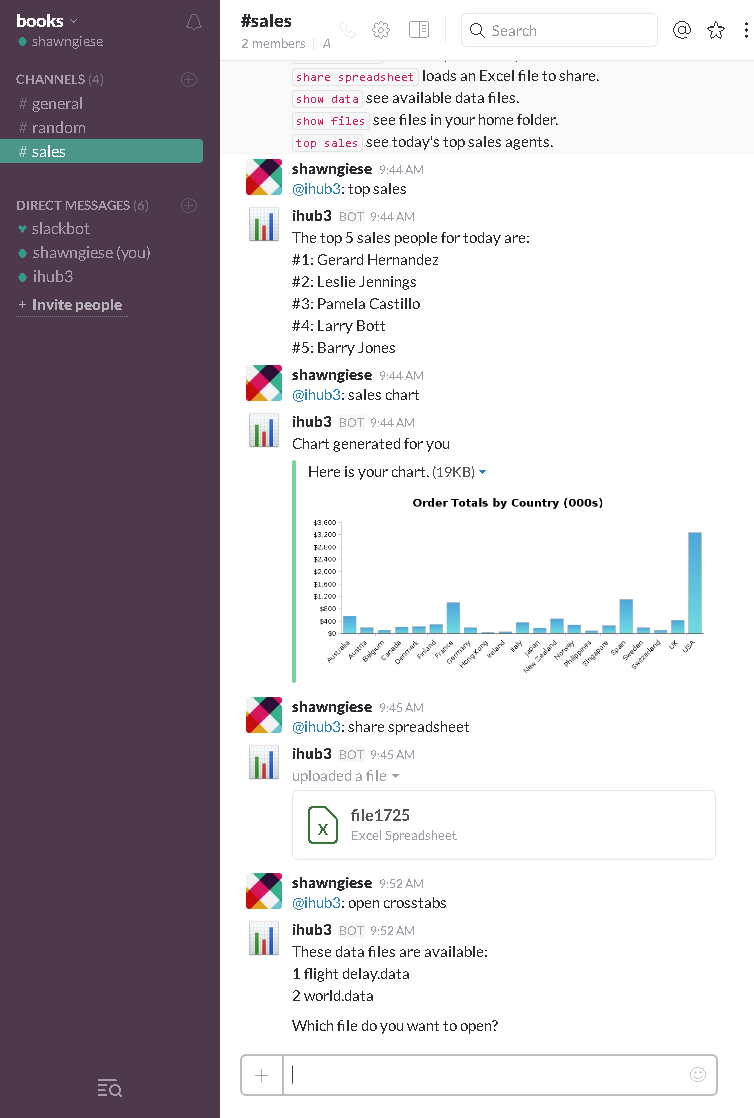 books
shawngiese
CHANNELS (4)
# general
# random
# sales
DIRECT MESSAGES (6)
slackbot
shawngiese (you)
ihub3
+ Invite people
#sales
2 members | A
Search
share spreadsheet loads an Excel file to share.
show data see available data files.
show files see files in your home folder.
top sales see today's top sales agents.
shawngiese 9:44 AM
@ihub3: top sales
ihub3 BOT 9:44 AM
The top 5 sales people for today are:
#1: Gerard Hernandez
#2: Leslie Jennings
#3: Pamela Castillo
#4: Larry Bott
#5: Barry Jones
shawngiese 9:44 AM
@ihub3: sales chart
ihub3 BOT 9:44 AM
Chart generated for you
Here is your chart. (19KB)
Order Totals by Country (000s)
$3,600
$3,200
$2,800
$2,400
$2,000
$1,600
$1,200
$800
$400
$0
Australia
Austria
Belgium
Canada
Denmark
Finland
France
Germany
Hong Kong
Ireland
Italy
Japan
New Zealand
Norway
Philippines
Singapore
Spain
Sweden
Switzerland
UK
USA
shawngiese 9:45 AM
@ihub3: share spreadsheet
ihub3 BOT 9:45 AM
uploaded a file
X
file1725
Excel Spreadsheet
shawngiese 9:52 AM
@ihub3: open crosstabs
ihub3 BOT 9:52 AM
These data files are available:
1 flight delay.data
2 world.data
Which file do you want to open?